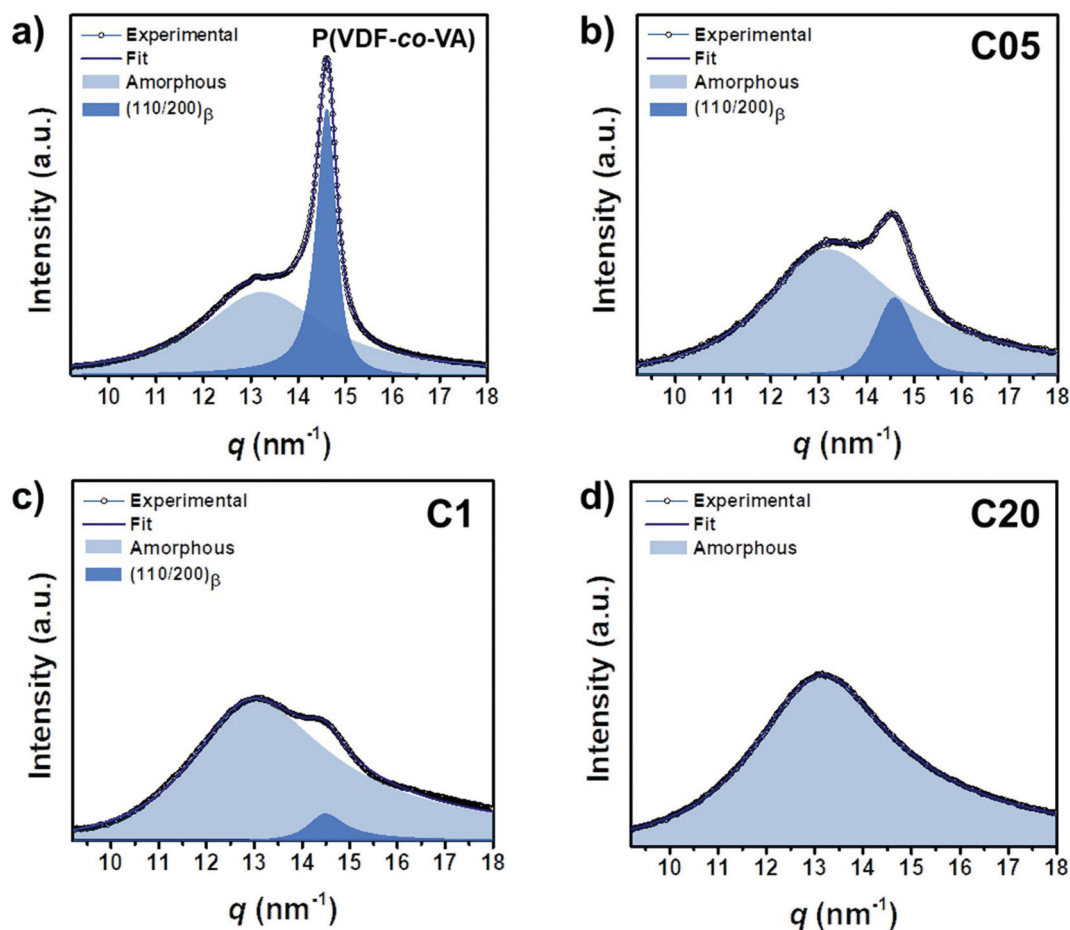 a)
P(VDF-co-VA)
Experimental
Fit
Amorphous
(110/200)β
Intensity (a.u.)
10 11 12 13 14 15 16 17 18
q (nm-1)
b)
C05
Experimental
Fit
Amorphous
(110/200)β
Intensity (a.u.)
10 11 12 13 14 15 16 17 18
q (nm-1)
c)
C1
Experimental
Fit
Amorphous
(110/200)β
Intensity (a.u.)
10 11 12 13 14 15 16 17 18
q (nm-1)
d)
C20
Experimental
Fit
Amorphous
Intensity (a.u.)
10 11 12 13 14 15 16 17 18
q (nm-1)